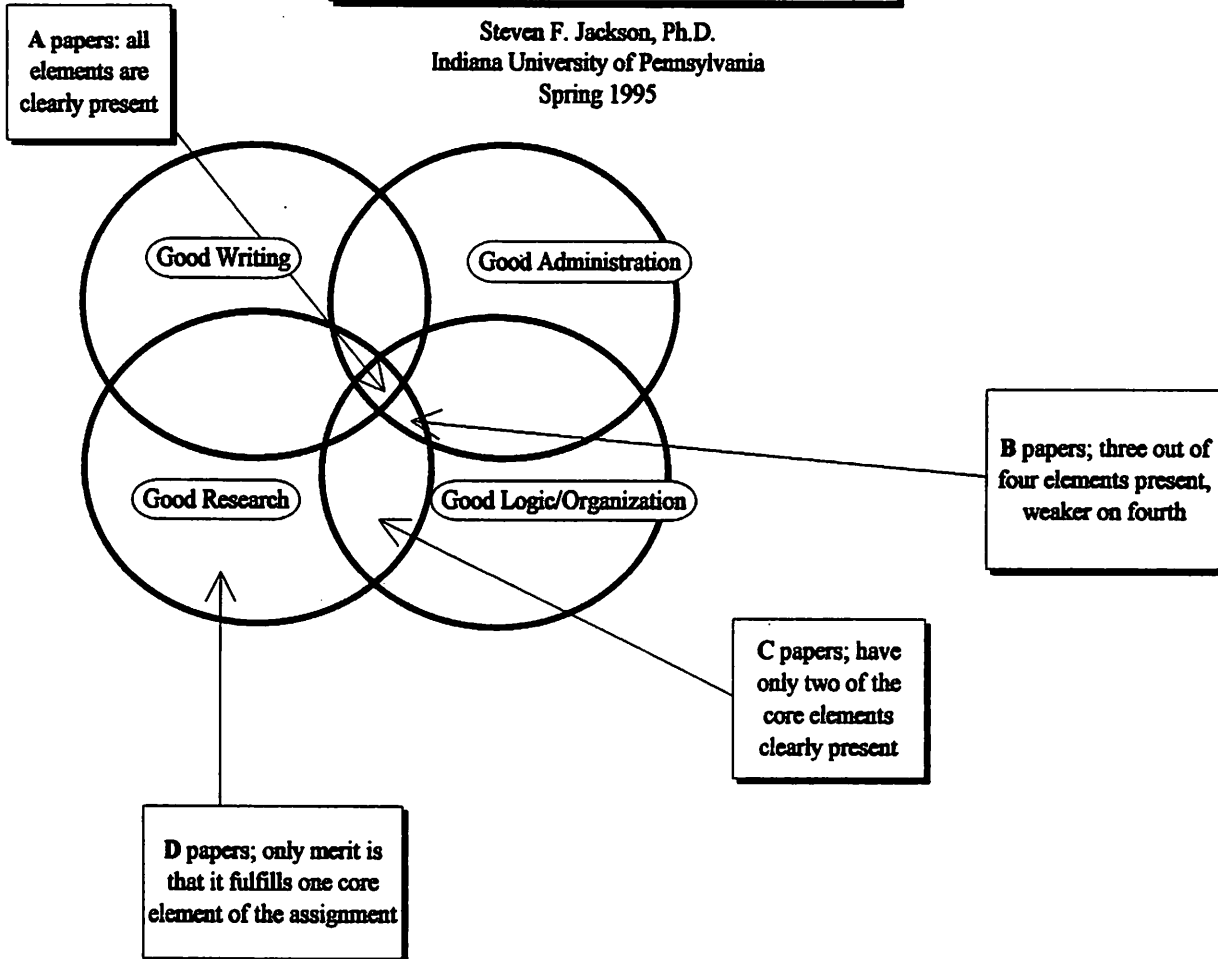 Steven F. Jackson, Ph.D.
Indiana University of Pennsylvania
Spring 1995
A papers: all
elements are
clearly present
Good Writing
Good Administration
Good Research
Good Logic/Organization
B papers; three out of
four elements present,
weaker on fourth
C papers; have
only two of the
core elements
clearly present
D papers; only merit is
that it fulfills one core
element of the assignment